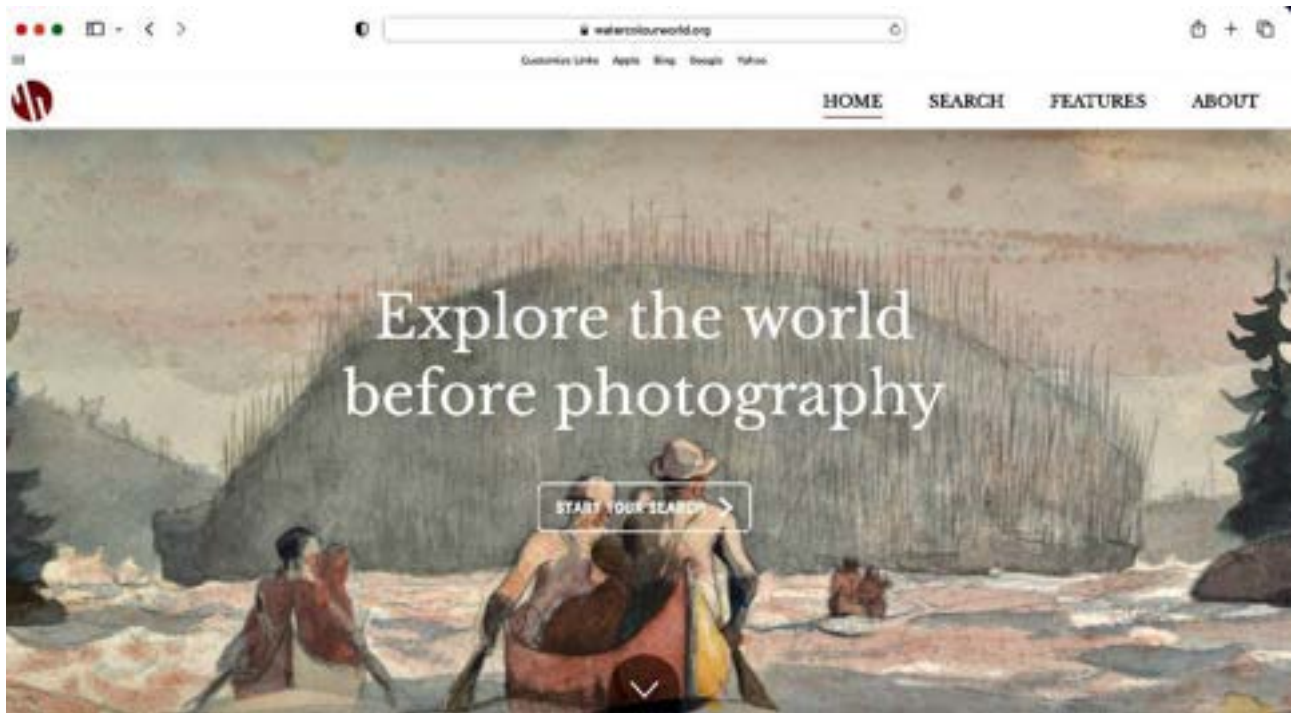 watercolourworld.org
Customize Links Apple Bing Google Yahoo
HOME SEARCH FEATURES ABOUT
Explore the world
before photography
START YOUR SEARCH